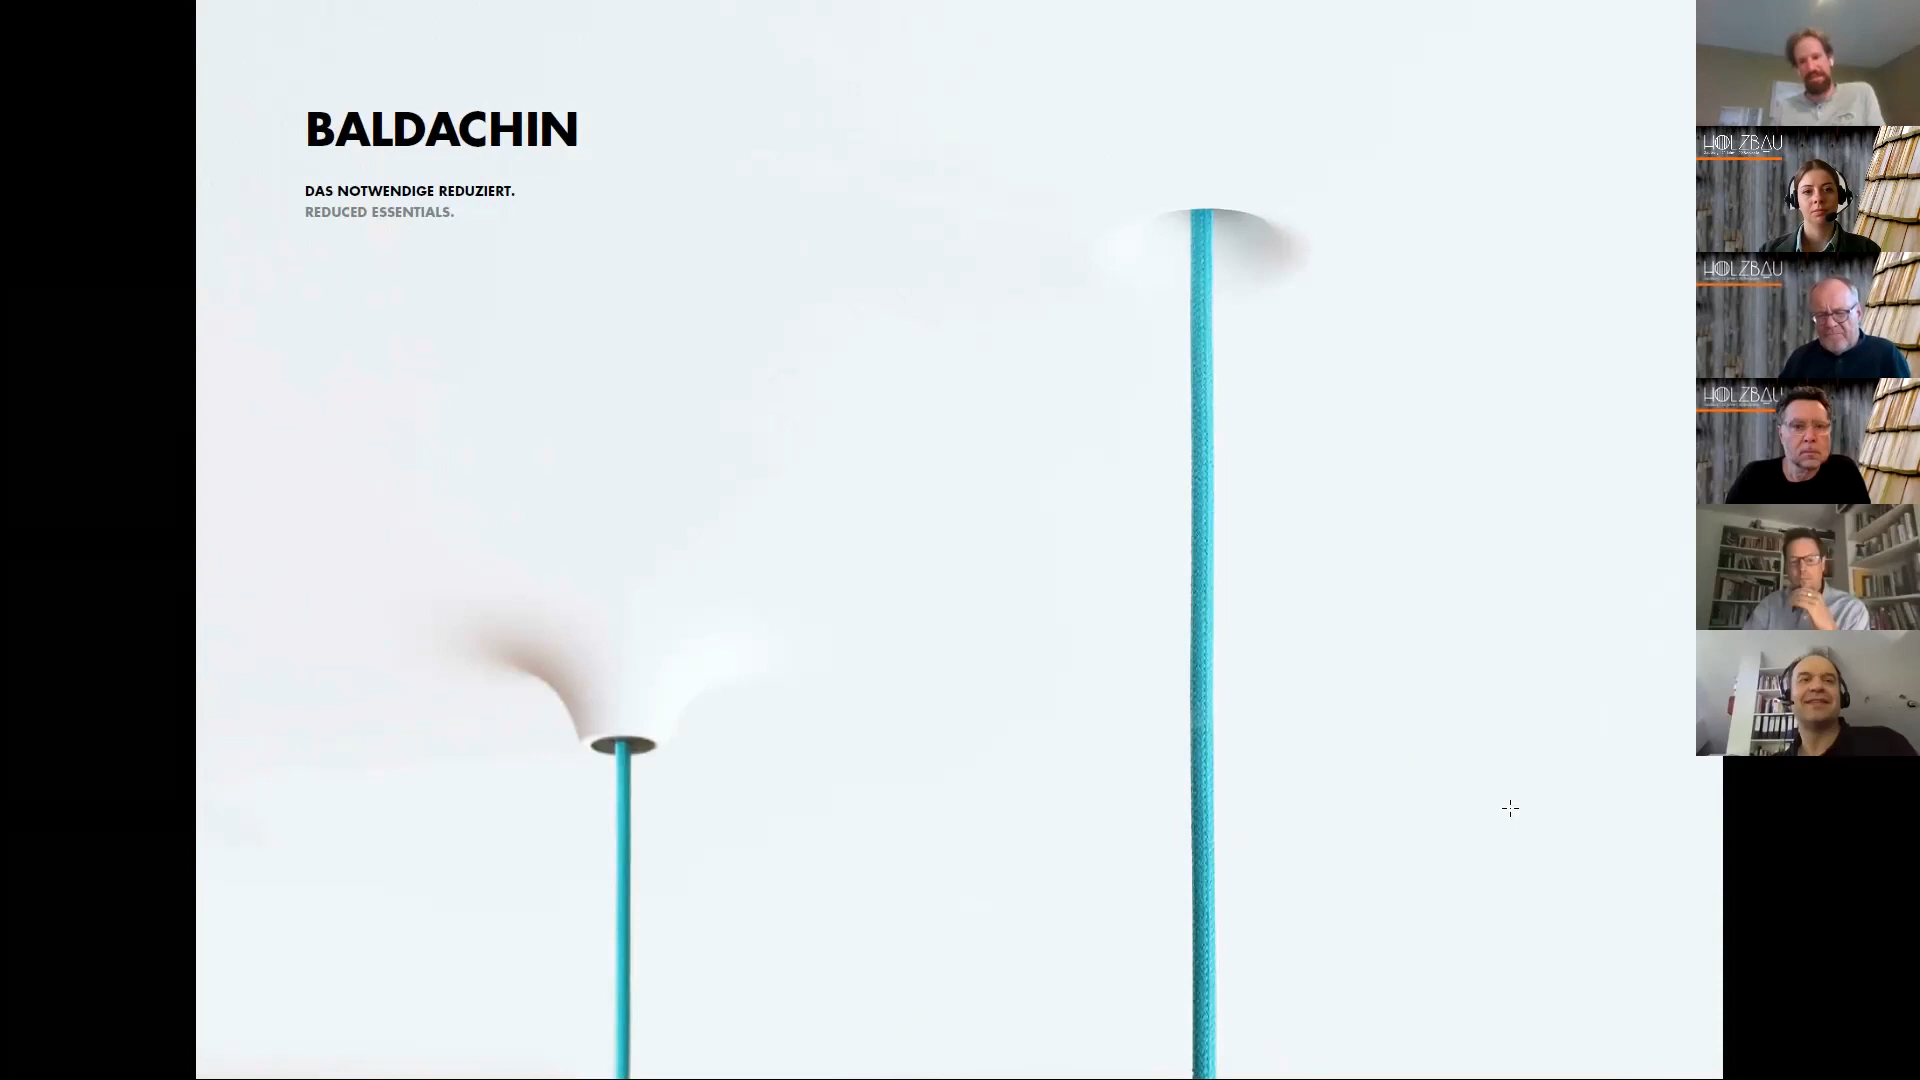 BALDACHIN
DAS NOTWENDIGE REDUZIERT.
REDUCED ESSENTIALS.
HOLZBAU
HOLZBAU
HOLZBAU